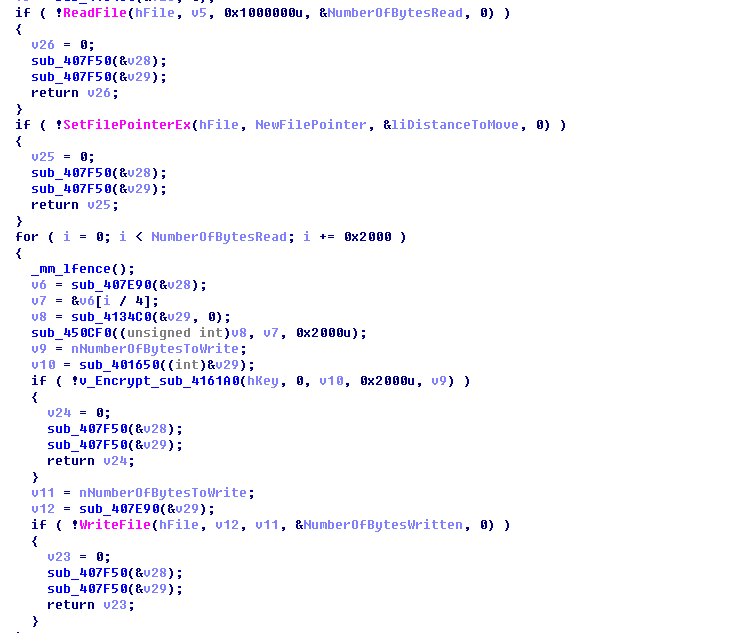 if ( !ReadFile(hFile, v5, 0x1000000u, &NumberOfBytesRead, 0) )
{
v26 = 0;
sub_407F50(&v28);
sub_407F50(&v29);
return v26;
}
if ( !SetFilePointerEx(hFile, NewFilePointer, &liDistanceToMove, 0) )
{
v25 = 0;
sub_407F50(&v28);
sub_407F50(&v29);
return v25;
}
for ( i = 0; i < NumberOfBytesRead; i += 0x2000 )
{
_mm_lfence();
v6 = sub_407E90(&v28);
v7 = &v6[i / 4];
v8 = sub_4134C0(&v29, 0);
sub_450CF0((unsigned int)v8, v7, 0x2000u);
v9 = nNumberOfBytesToWrite;
v10 = sub_401650((int)&v29);
if ( !v_Encrypt_sub_4161A0(hKey, 0, v10, 0x2000u, v9) )
{
v24 = 0;
sub_407F50(&v28);
sub_407F50(&v29);
return v24;
}
v11 = nNumberOfBytesToWrite;
v12 = sub_407E90(&v29);
if ( !WriteFile(hFile, v12, v11, &NumberOfBytesWritten, 0) )
{
v23 = 0;
sub_407F50(&v28);
sub_407F50(&v29);
return v23;
}